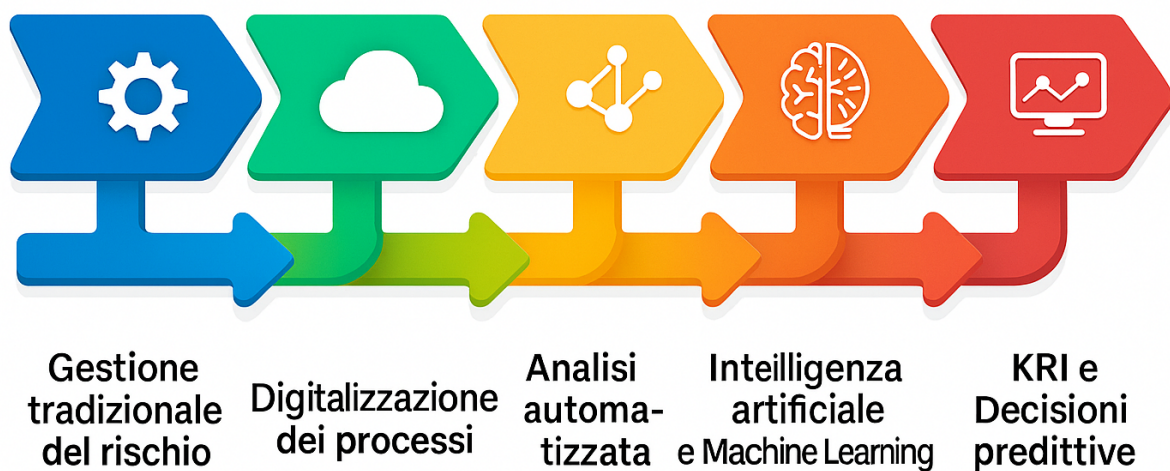 Gestione
tradizionale
del rischio
Digitalizzazione
dei processi
Analisi
automa-
tizzata
Inteilligenza
artificiale
e Machine Learning
KRI e
Decisioni
predittive